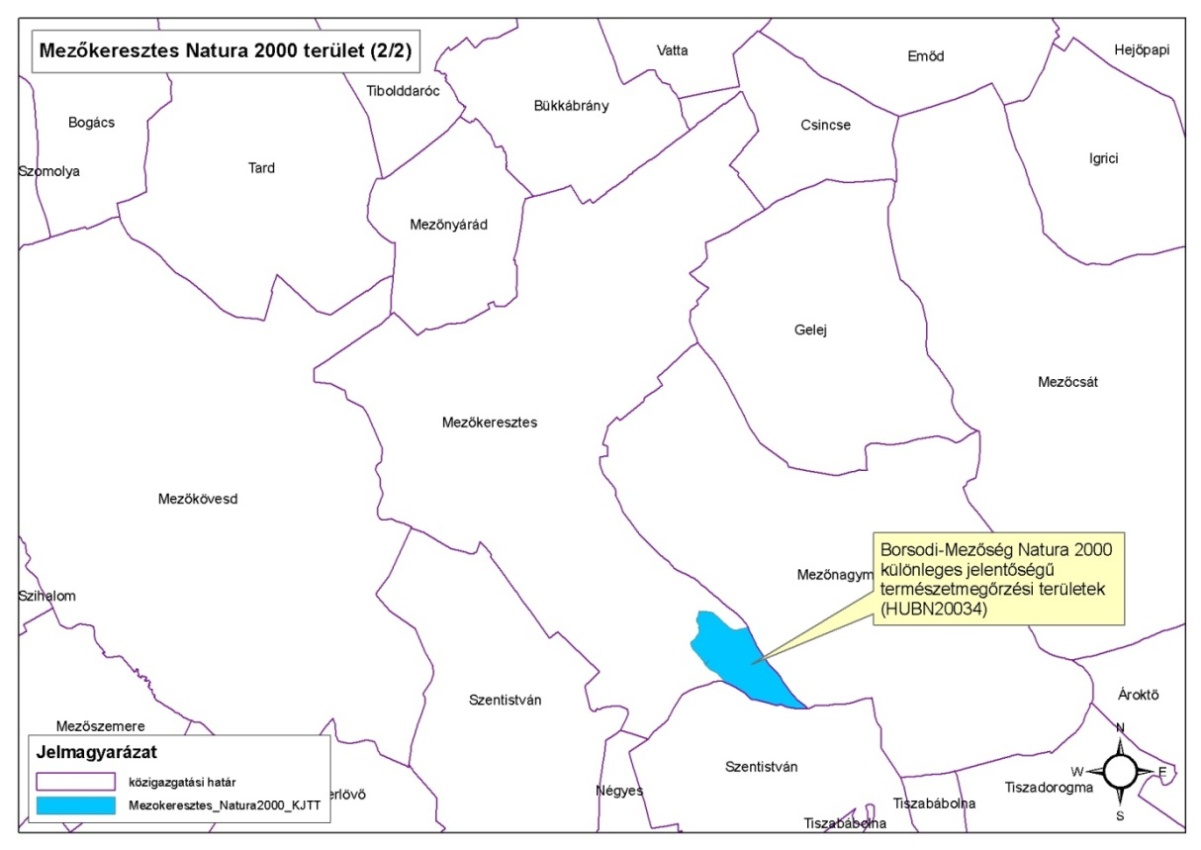 Mezőkeresztes Natura 2000 terület (2/2)
Vatta
Emőd
Hejőpapi
Tibolddaróc
Bükkábrány
Bogács
Csincse
Igrici
Szomolya
Tard
Mezőnyárád
Gelej
Mezőcsát
Mezőkeresztes
Mezőkövesd
Borsodi-Mezőség Natura 2000
különleges jelentőségű
természetmegőrzési területek
(HUBN20034)
Mezőnagym
Szihalom
Szentistván
Ároktő
Mezőszemere
N
W
E
S
Jelmagyarázat
közigazgatási határ
Mezokeresztes_Natura2000_KJTT
erlövő
Szentistván
Négyes
Tiszadorogma
Tiszabábolna
Tiszabábolna